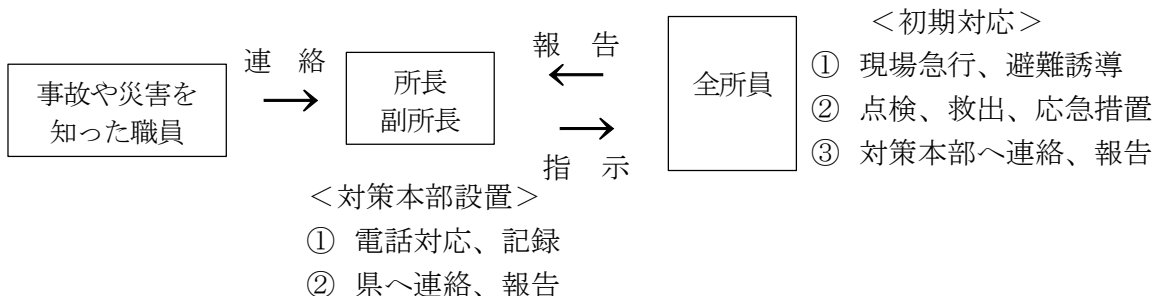 事故や災害を
知った職員
連　絡
所長
副所長
報　告
指　示
全所員
＜初期対応＞
① 現場急行、避難誘導
② 点検、救出、応急措置
③ 対策本部へ連絡、報告
＜対策本部設置＞
① 電話対応、記録
② 県へ連絡、報告